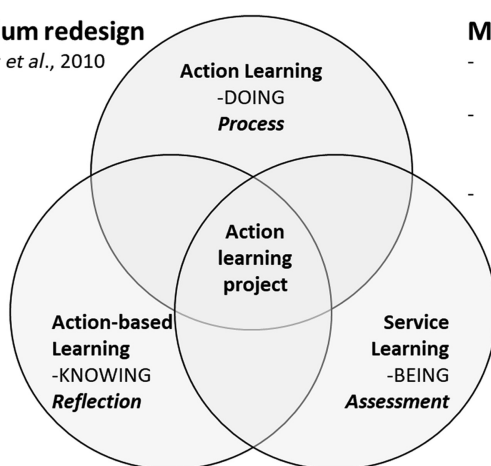 um redesign
et al., 2010
M
-
-
-
Action Learning
-DOING
Process
Action
learning
project
Action-based
Learning
-KNOWING
Reflection
Service
Learning
-BEING
Assessment